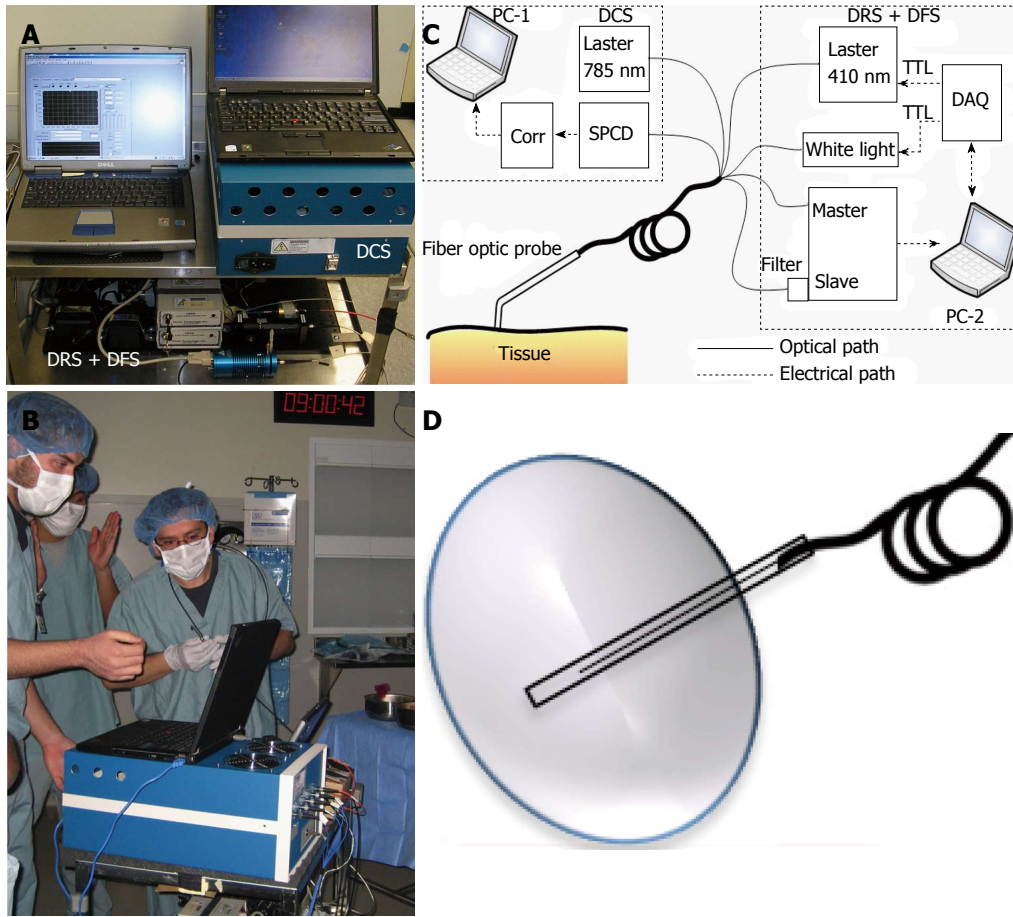 A
DELL
DCS
DRS + DFS
C
PC-1
DCS
Laster
785 nm
Corr
SPCD
DRS + DFS
Laster
410 nm
TTL
TTL
DAQ
White light
Master
Filter
Slave
PC-2
Fiber optic probe
Tissue
Optical path
Electrical path
B
09:00:42
D